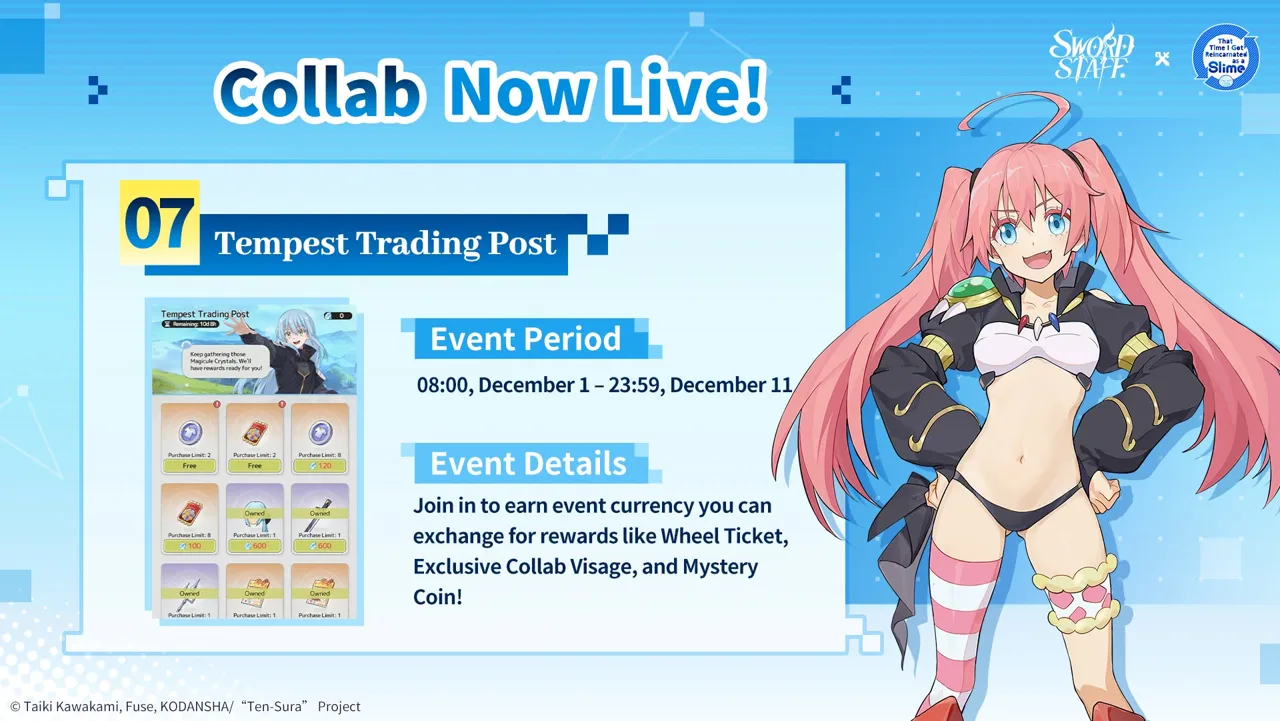 SWORD
STAFF
That
Time I Got
Reincarnated
as a
Slime
Collab Now Live!
07
Tempest Trading Post
Tempest Trading Post
Remaining: 10d 8h
0
Keep gathering those
Magicule Crystals. We'll
have rewards ready for you!
Purchase Limit: 2
Purchase Limit: 2
Purchase Limit: 8
Free
Free
120
Owned
Owned
Purchase Limit: 8
Purchase Limit: 1
Purchase Limit: 1
100
600
600
Owned
Owned
Owned
Purchase Limit: 1
Purchase Limit: 1
Purchase Limit: 1
Event Period
08:00, December 1 – 23:59, December 11
Event Details
Join in to earn event currency you can
exchange for rewards like Wheel Ticket,
Exclusive Collab Visage, and Mystery
Coin!
© Taiki Kawakami, Fuse, KODANSHA/ “Ten-Sura” Project